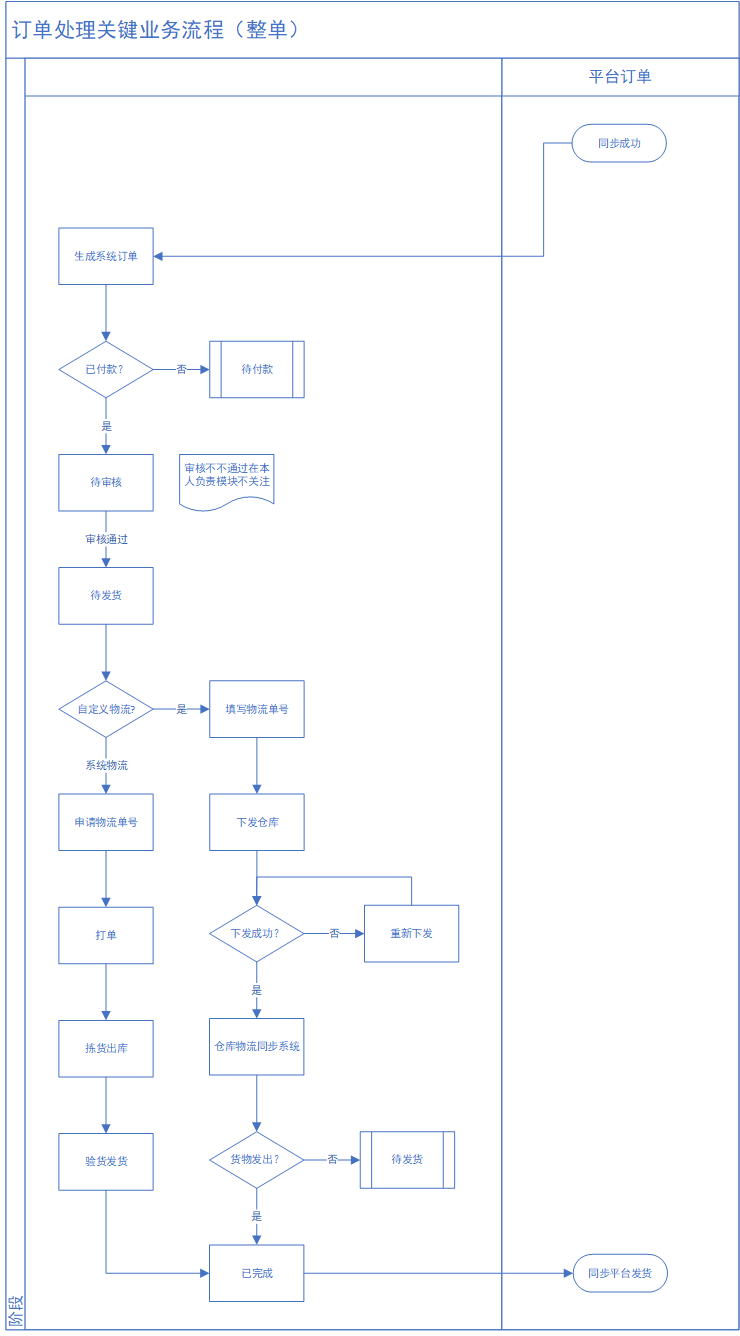 订单处理关键业务流程（整单）
平台订单
同步成功
生成系统订单
已付款？
否
待付款
是
待审核
审核不不通过在本
人负责模块不关注
审核通过
待发货
自定义物流?
是
填写物流单号
系统物流
申请物流单号
下发仓库
打单
下发成功？
否
重新下发
是
拣货出库
仓库物流同步系统
验货发货
货物发出？
否
待发货
是
已完成
同步平台发货
阶段